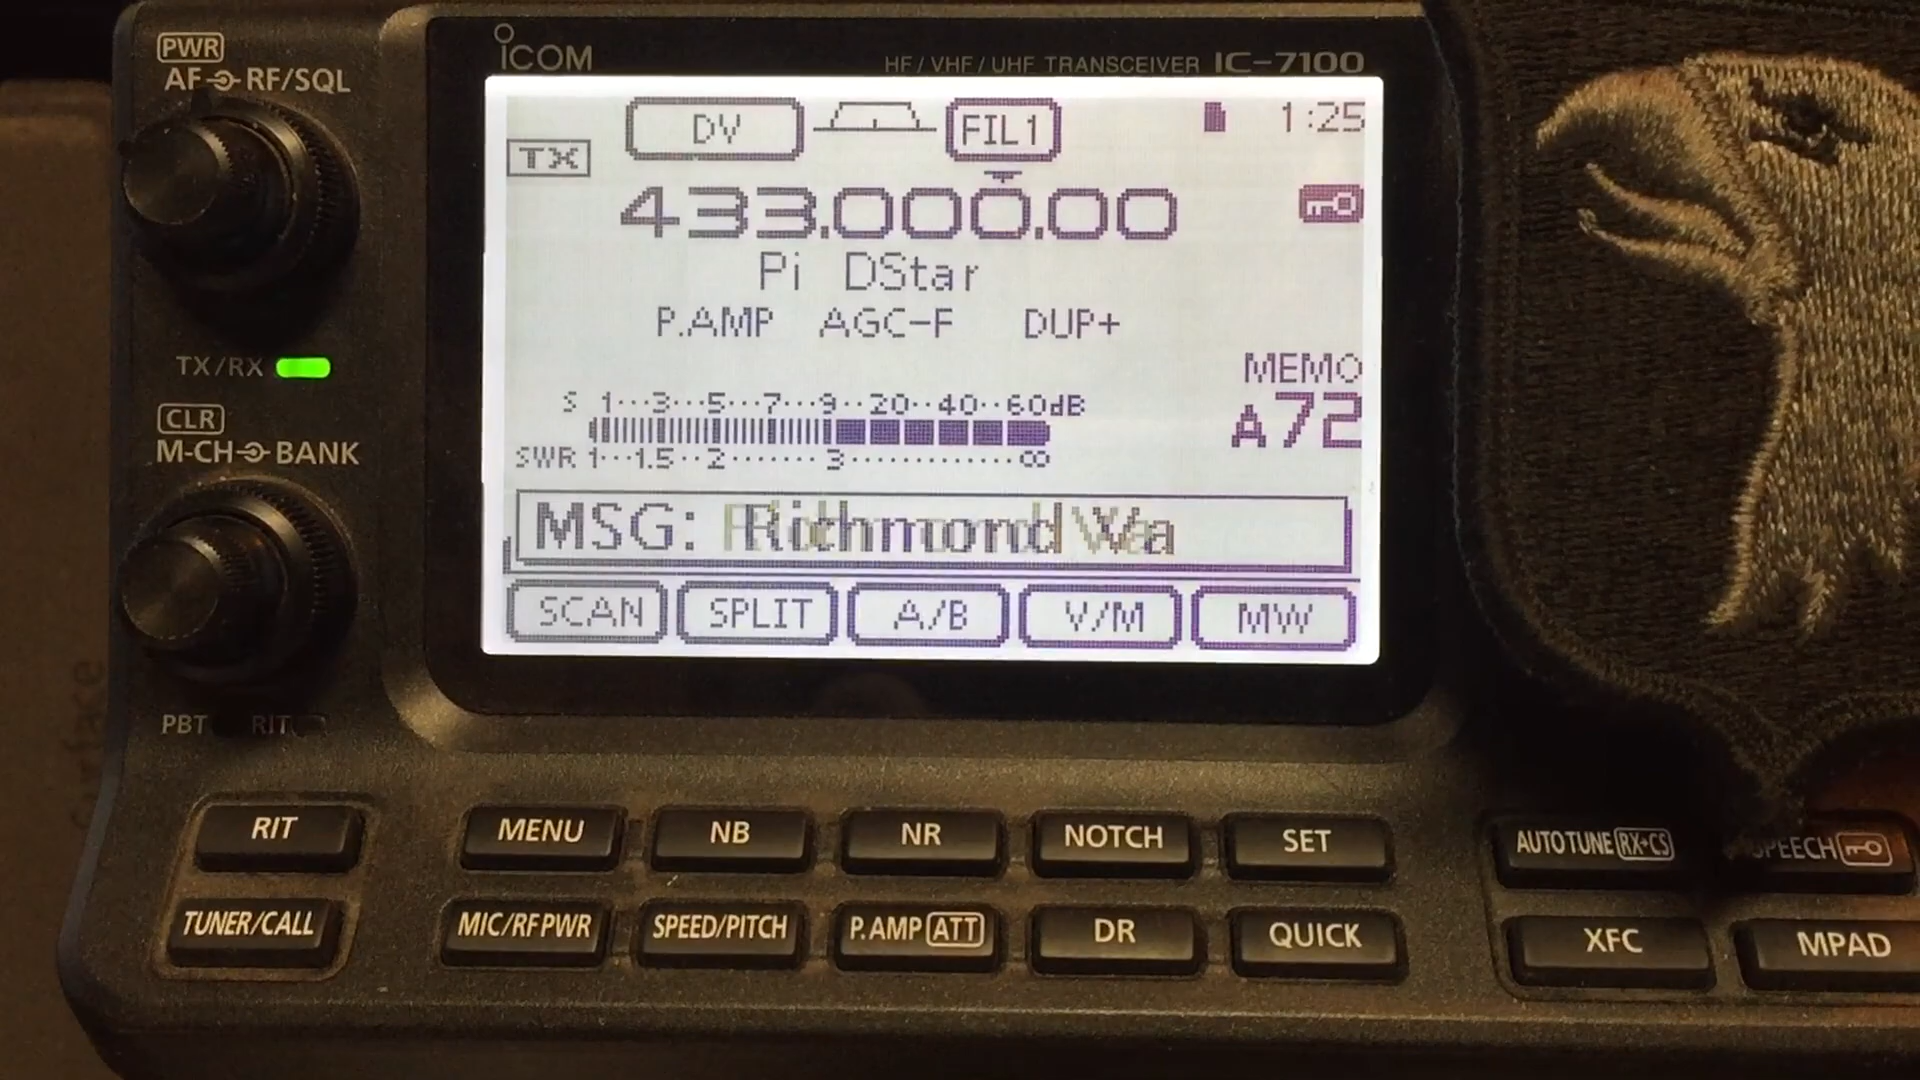 PWR
AF RF/SQL
ICOM
HF/VHF/UHF TRANSCEIVER IC-7100
DV FIL1 1:25
TX
433.000.00
Pi DStar
P.AMP AGC-F DUP+
TX/RX
MEMO
A72
S 1···3···5···7···9··20··40··60dB
SWR 1···1.5··2·······3···········∞
CLR
M-CH BANK
MSG: Richmond Va
SCAN SPLIT A/B V/M MW
PBT RIT
RIT MENU NB NR NOTCH SET AUTOTUNE RX→CS SPEECH
TUNER/CALL MIC/RF PWR SPEED/PITCH P.AMP ATT DR QUICK XFC MPAD